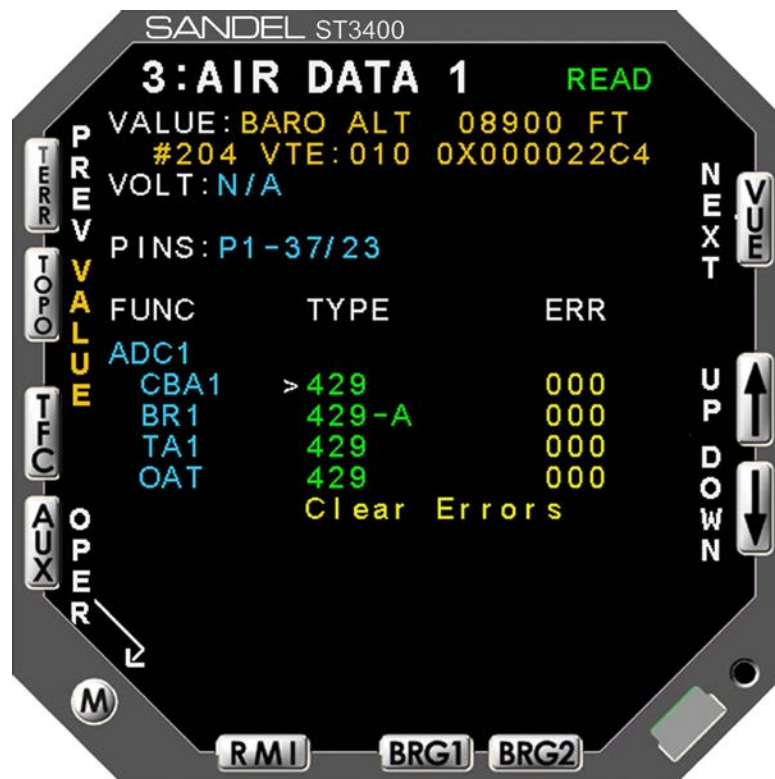 SANDEL ST3400
3:AIR DATA 1 READ
VALUE:BARO ALT 08900 FT
#204 VTE:010 0X000022C4
VOLT:N/A
PINS:P1-37/23
FUNC TYPE ERR
ADC1
CBA1 >429 000
BR1 429-A 000
TA1 429 000
OAT 429 000
Clear Errors
TERR
TOPO
TFC
AUX
PREV VALUE
OPER
NEXT
VUE
UP DOWN
M
RMI BRG1 BRG2